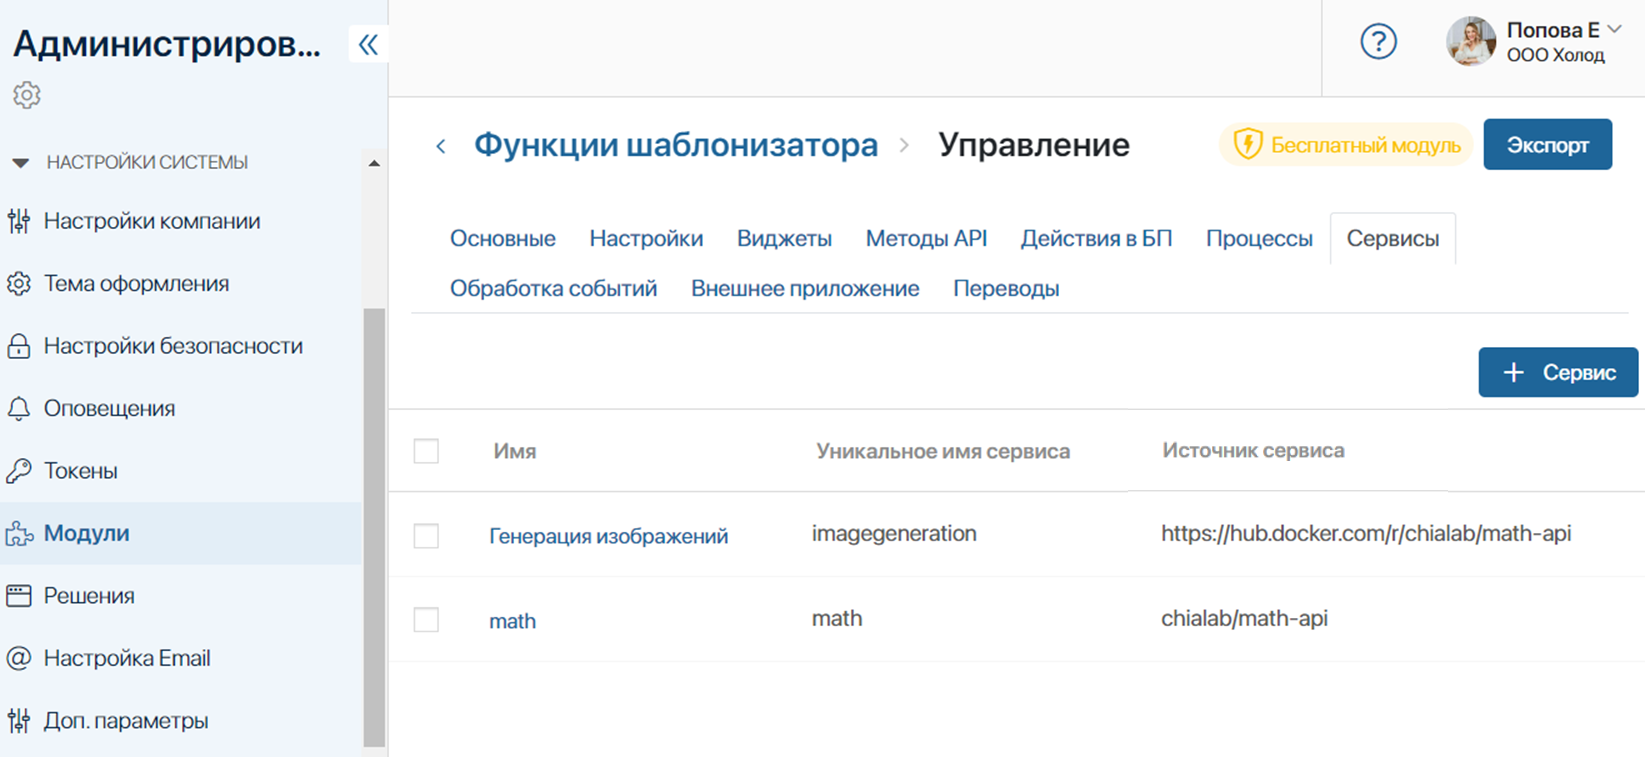 Администриров...
НАСТРОЙКИ СИСТЕМЫ
Настройки компании
Тема оформления
Настройки безопасности
Оповещения
Токены
Модули
Решения
Настройка Email
Доп. параметры
Попова Е
ООО Холод
Функции шаблонизатора > Управление
Бесплатный модуль
Экспорт
Основные Настройки Виджеты Методы API Действия в БП Процессы Сервисы
Обработка событий Внешнее приложение Переводы
+ Сервис
Имя Уникальное имя сервиса Источник сервиса
Генерация изображений imagegeneration https://hub.docker.com/r/chialab/math-api
math math chialab/math-api